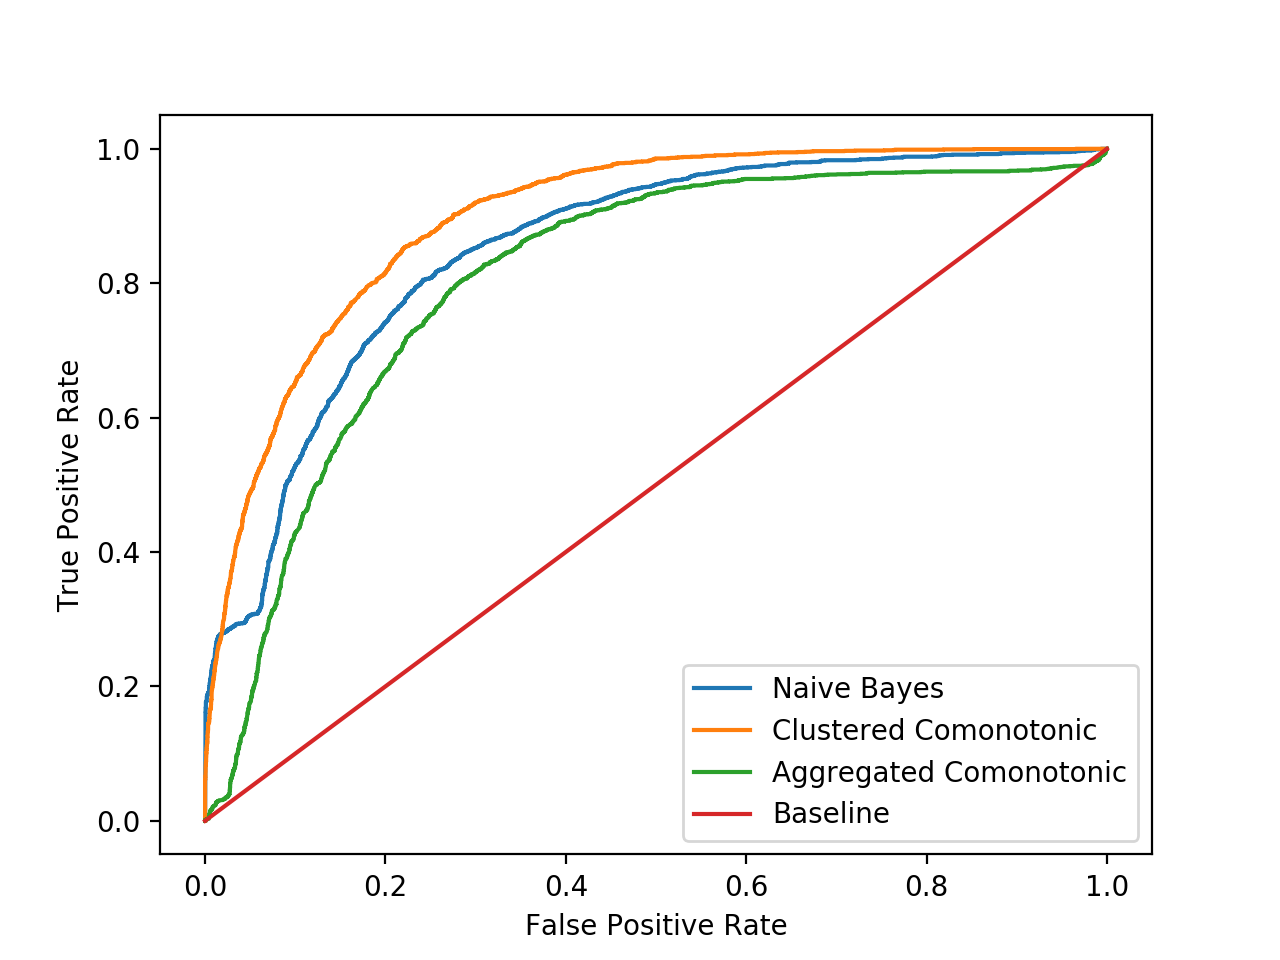 1.0
0.8
0.6
0.4
0.2
0.0
True Positive Rate
Naive Bayes
Clustered Comonotonic
Aggregated Comonotonic
Baseline
0.0 0.2 0.4 0.6 0.8 1.0
False Positive Rate